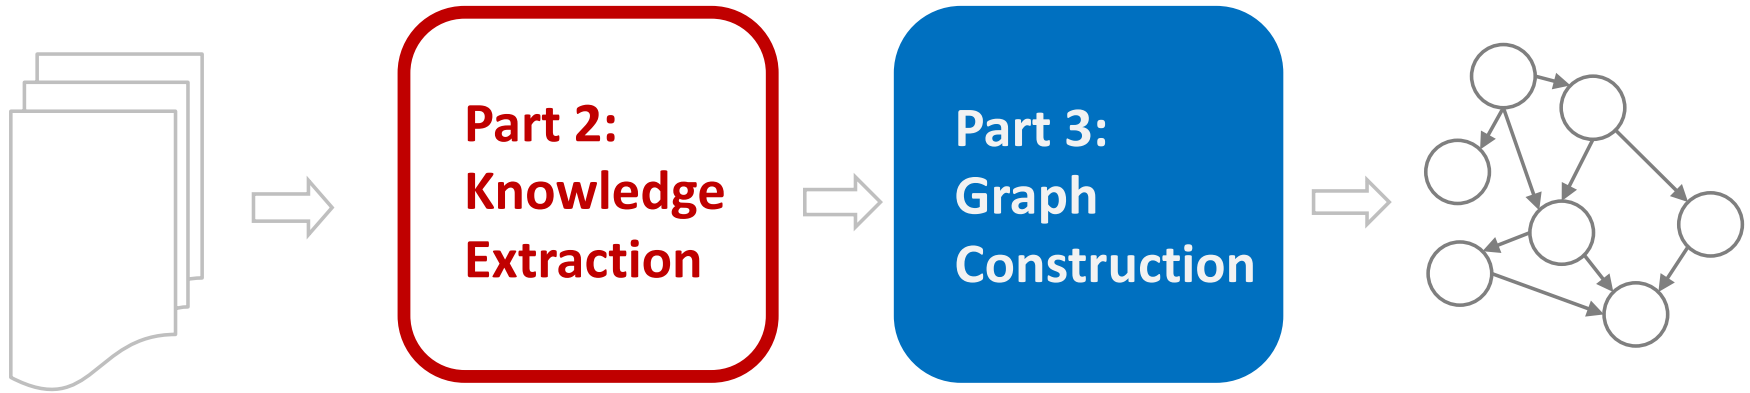 Part 2:
Knowledge
Extraction
Part 3:
Graph
Construction